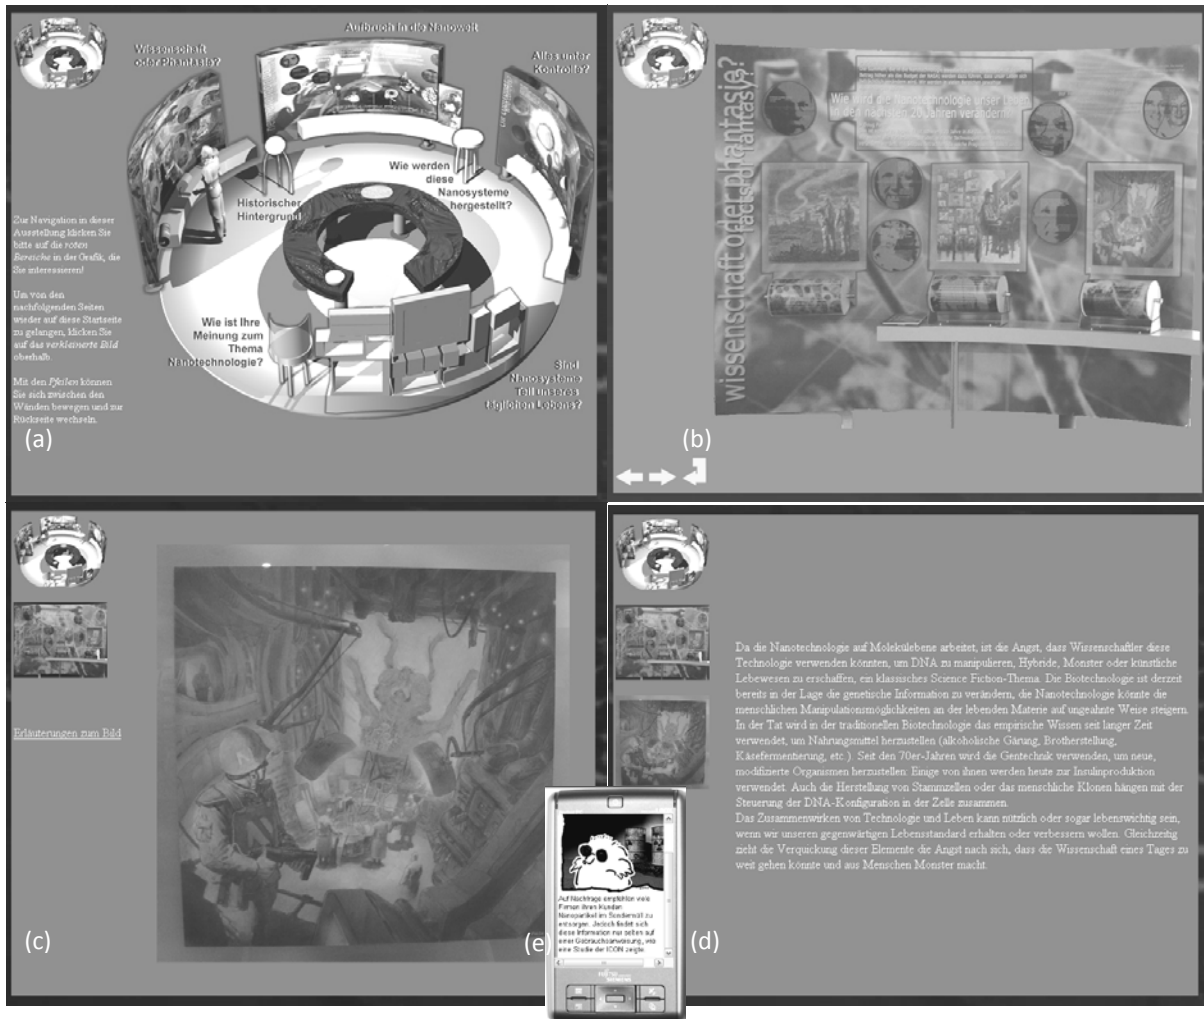 Wissenschaft
oder Phantasie?
Aufbruch in die Nanowelt
Alles unter
Kontrolle?
Wie werden
diese
Nanosysteme
hergestellt?
Historischer
Hintergrund
Wie ist Ihre
Meinung zum
Thema
Nanotechnologie?
Sind
Nanosysteme
Teil unseres
täglichen Lebens?
Zur Navigation in dieser
Ausstellung klicken Sie
bitte auf die roten
Bereiche in der Grafik, die
Sie interessieren!
Um von den
nachfolgenden Seiten
wieder auf diese Startseite
zu gelangen, klicken Sie
auf das verkleinerte Bild
oberhalb.
Mit den Pfeilen können
Sie sich zwischen den
Wänden bewegen und zur
Rückseite wechseln.
(a)
wissenschaft oder phantasie?
facts or fantasy?
Wie wird die Nanotechnologie unser Leben
in den nächsten 20 Jahren verändern?
(b)
Erläuterungen zum Bild
(c)
Da die Nanotechnologie auf Molekülebene arbeitet, ist die Angst, dass Wissenschaftler diese
Technologie verwenden könnten, um DNA zu manipulieren, Hybride, Monster oder künstliche
Lebewesen zu erschaffen, ein klassisches Science Fiction-Thema. Die Biotechnologie ist derzeit
bereits in der Lage die genetische Information zu verändern, die Nanotechnologie könnte die
menschlichen Manipulationsmöglichkeiten an der lebenden Materie auf ungeahnte Weise steigern.
In der Tat wird in der traditionellen Biotechnologie das empirische Wissen seit langer Zeit
verwendet, um Nahrungsmittel herzustellen (alkoholische Gärung, Brotherstellung,
Käsefermentierung, etc.). Seit den 70er-Jahren wird die Gentechnik verwenden, um neue,
modifizierte Organismen herzustellen: Einige von ihnen werden heute zur Insulinproduktion
verwendet. Auch die Herstellung von Stammzellen oder das menschliche Klonen hängen mit der
Steuerung der DNA-Konfiguration in der Zelle zusammen.
Das Zusammenwirken von Technologie und Leben kann nützlich oder sogar lebenswichtig sein,
wenn wir unseren gegenwärtigen Lebensstandard erhalten oder verbessern wollen. Gleichzeitig
zieht die Verquickung dieser Elemente die Angst nach sich, dass die Wissenschaft eines Tages zu
weit gehen könnte und aus Menschen Monster macht.
(d)
Auf Nachfrage empfehlen viele
Firmen ihren Kunden
Nanopartikel im Sondermüll zu
entsorgen. Jedoch findet sich
diese Information nur selten auf
einer Gebrauchsanweisung, wie
eine Studie der ICON zeigte.
(e)